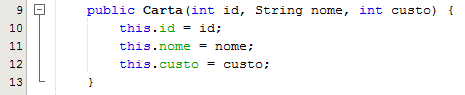 9 public Carta(int id, String nome, int custo) {
10 this.id = id;
11 this.nome = nome;
12 this.custo = custo;
13 }